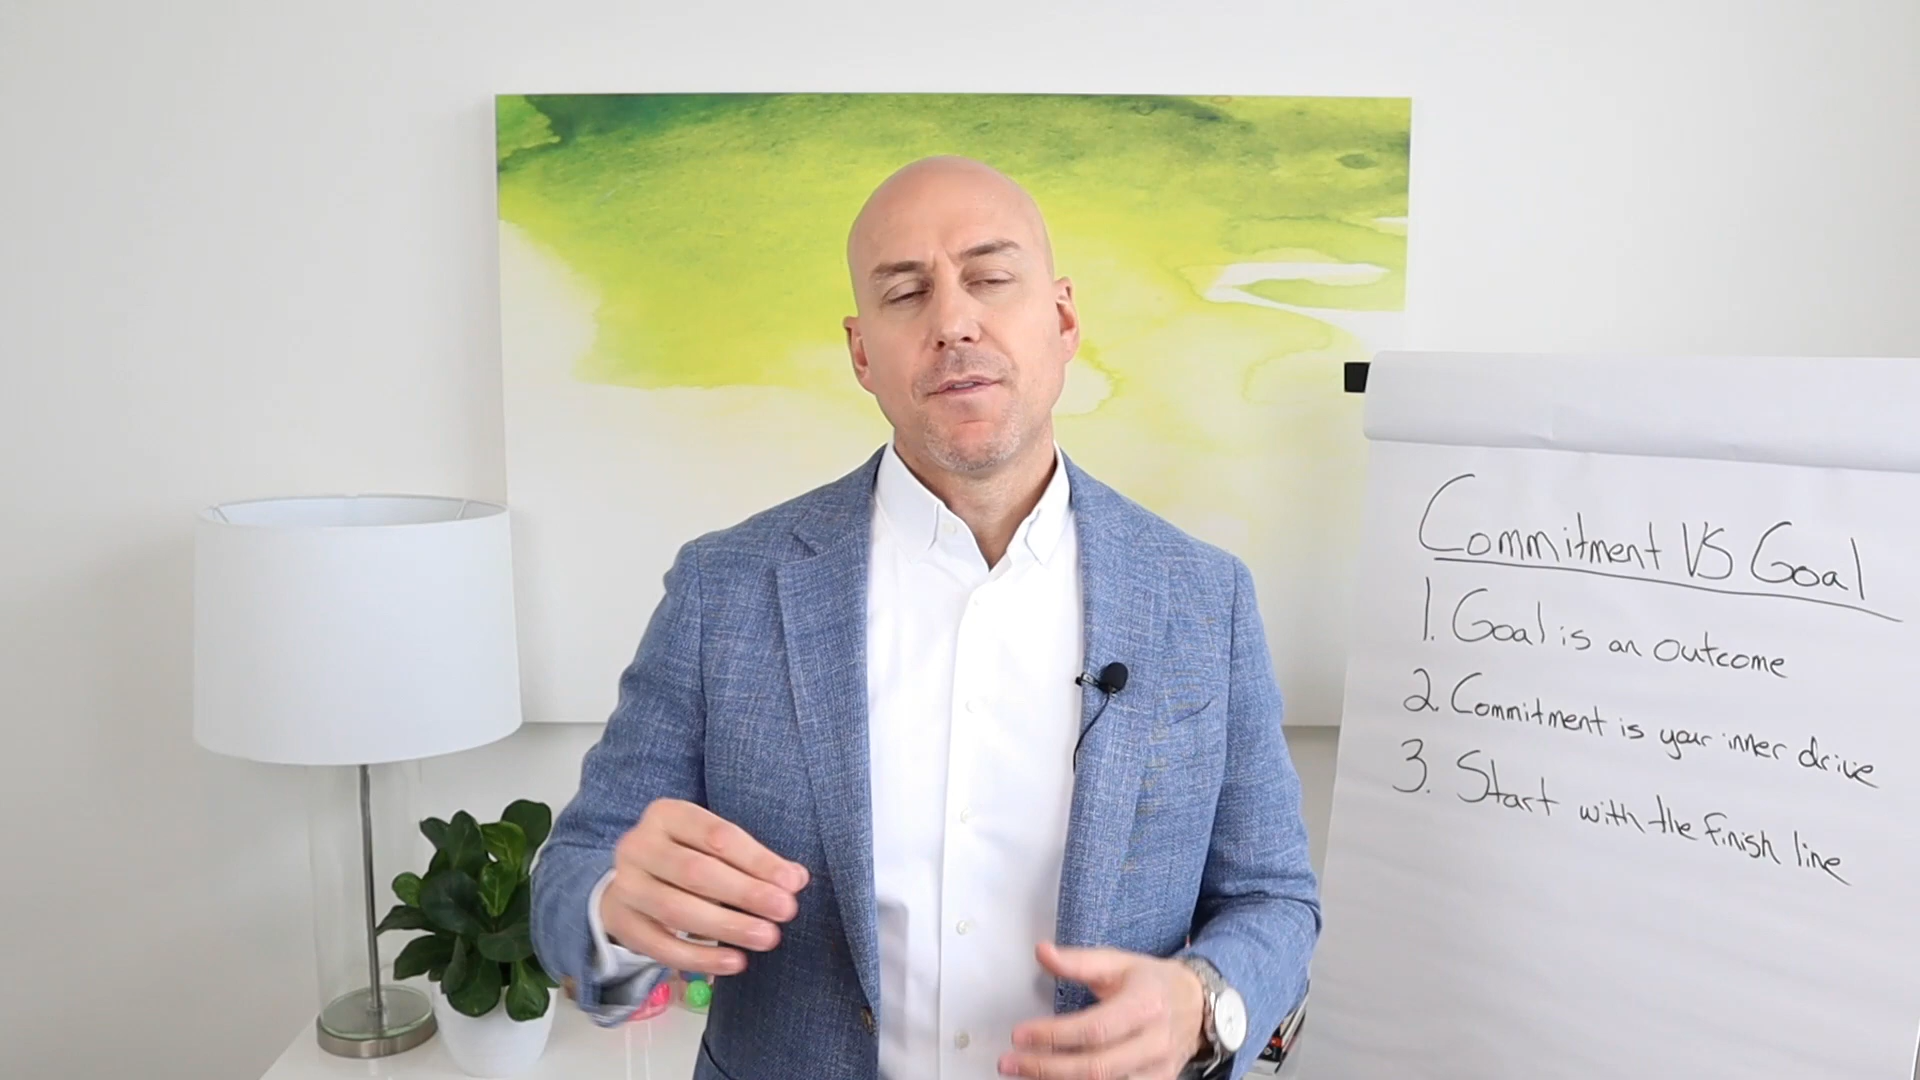 Commitment VS Goal
1. Goal is an outcome
2. Commitment is your inner drive
3. Start with the finish line